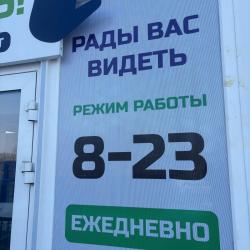 РАДЫ ВАС
ВИДЕТЬ
РЕЖИМ РАБОТЫ
8-23
ЕЖЕДНЕВНО